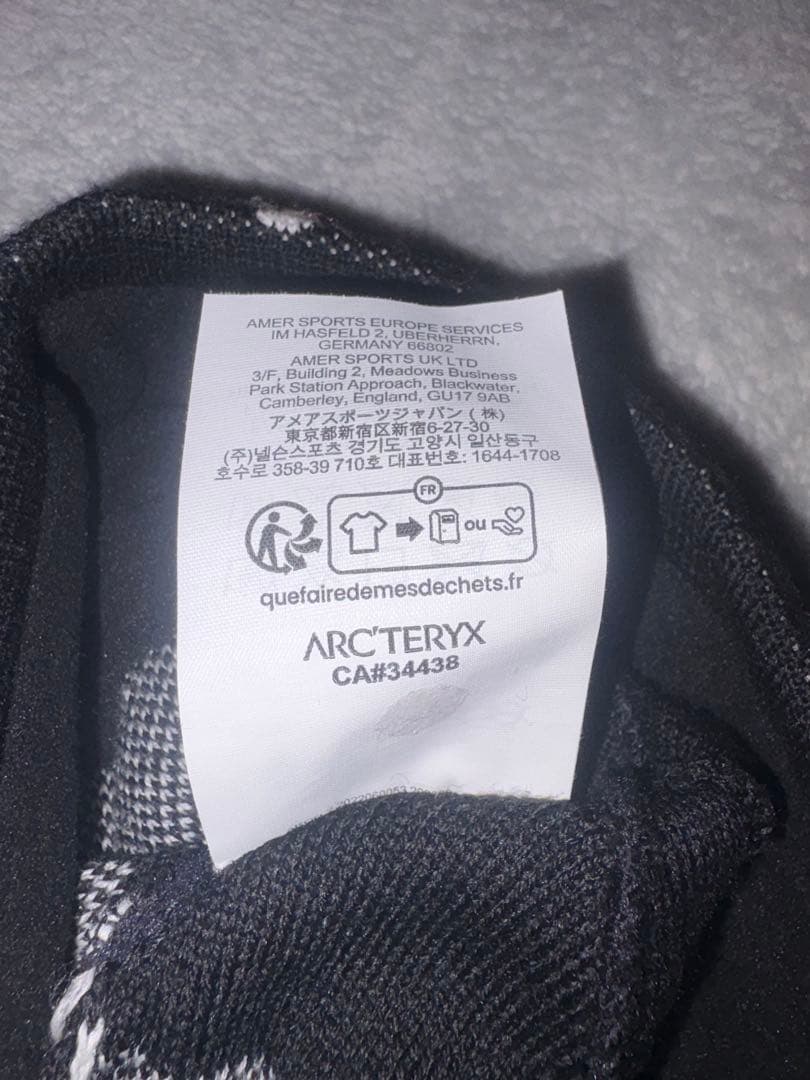 AMER SPORTS EUROPE SERVICES
IM HASFELD 2, UBERHERRN,
GERMANY 66802
AMER SPORTS UK LTD
3/F, Building 2, Meadows Business
Park Station Approach, Blackwater,
Camberley, England, GU17 9AB
アメアスポーツジャパン ( 株)
東京都新宿区新宿6-27-30
(주)넬슨스포츠 경기도 고양시 일산동구
호수로 358-39 710호 대표번호: 1644-1708
FR
ou
quefairedemesdechets.fr
ARC'TERYX
CA#34438